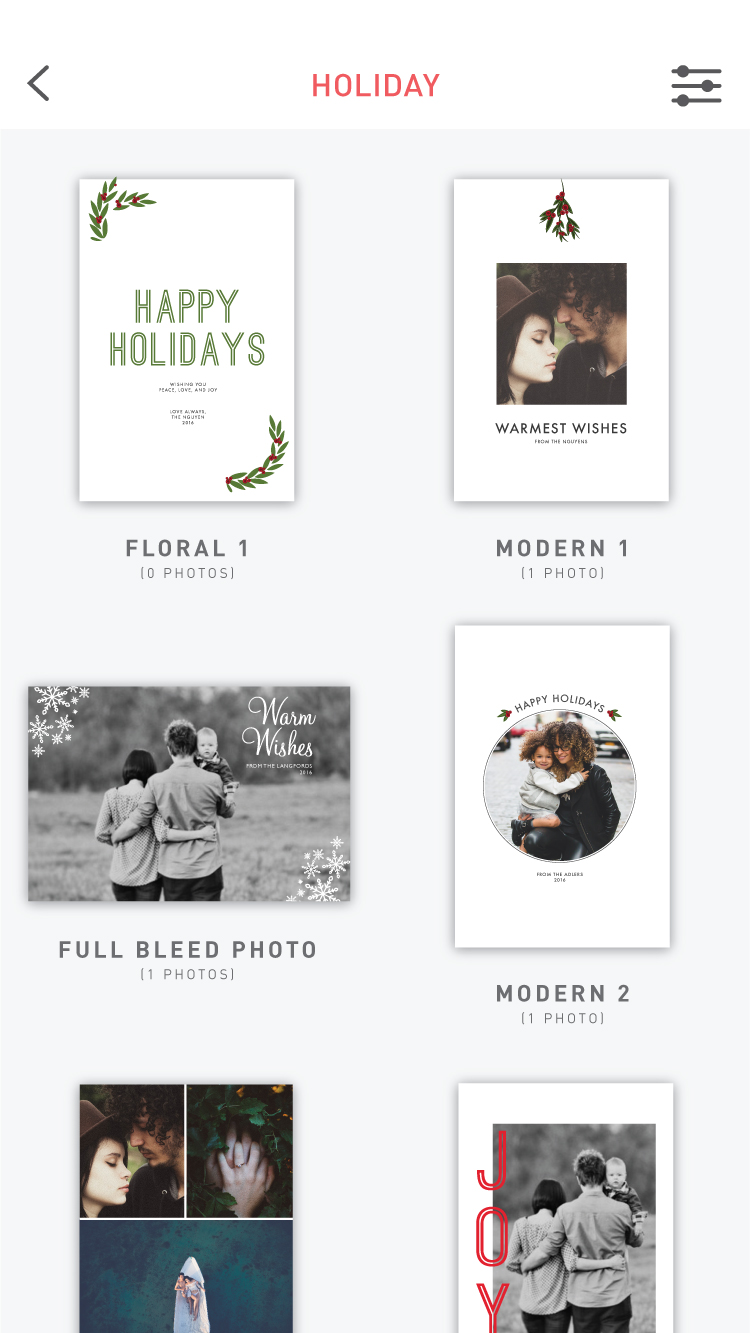 HOLIDAY
HAPPY
HOLIDAYS
WISHING YOU
PEACE, LOVE, AND JOY
LOVE ALWAYS,
THE NGUYEN
2016
FLORAL 1
(0 PHOTOS)
WARMEST WISHES
FROM THE NGUYENS
MODERN 1
(1 PHOTO)
Warm
Wishes
FROM THE LANGFORDS
2016
FULL BLEED PHOTO
(1 PHOTOS)
HAPPY HOLIDAYS
FROM THE ADLERS
2016
MODERN 2
(1 PHOTO)
JOY